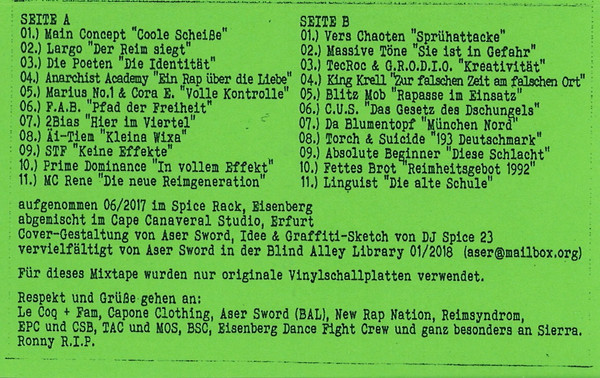 SEITE A
01.) Main Concept "Coole Scheiße"
02.) Largo "Der Reim siegt"
03.) Die Poeten "Die Identität"
04.) Anarchist Academy "Ein Rap über die Liebe"
05.) Marius No.1 & Cora E. "Volle Kontrolle"
06.) F.A.B. "Pfad der Freiheit"
07.) 2Bias "Hier im Viertel"
08.) Äi-Tiem "Kleina Wixa"
09.) STF "Keine Effekte"
10.) Prime Dominance "In vollem Effekt"
11.) MC Rene "Die neue Reimgeneration"
SEITE B
01.) Vers Chaoten "Sprühattacke"
02.) Massive Töne "Sie ist in Gefahr"
03.) TecRoc & G.R.O.D.I.O. "Kreativität"
04.) King Krell "Zur falschen Zeit am falschen Ort"
05.) Blitz Mob "Rapasse im Einsatz"
06.) C.U.S. "Das Gesetz des Dschungels"
07.) Da Blumentopf "München Nord"
08.) Torch & Suicide "193 Deutschmark"
09.) Absolute Beginner "Diese Schlacht"
10.) Fettes Brot "Reimheitsgebot 1992"
11.) Linguist "Die alte Schule"
aufgenommen 06/2017 im Spice Rack, Eisenberg
abgemischt im Cape Canaveral Studio, Erfurt
Cover-Gestaltung von Aser Sword, Idee & Graffiti-Sketch von DJ Spice 23
vervielfältigt von Aser Sword in der Blind Alley Library 01/2018 (aser@mailbox.org)
Für dieses Mixtape wurden nur originale Vinylschallplatten verwendet.
Respekt und Grüße gehen an:
Le Coq + Fam, Capone Clothing, Aser Sword (BAL), New Rap Nation, Reimsyndrom,
EPC und CSB, TAC und MOS, BSC, Eisenberg Dance Fight Crew und ganz besonders an Sierra.
Ronny R.I.P.